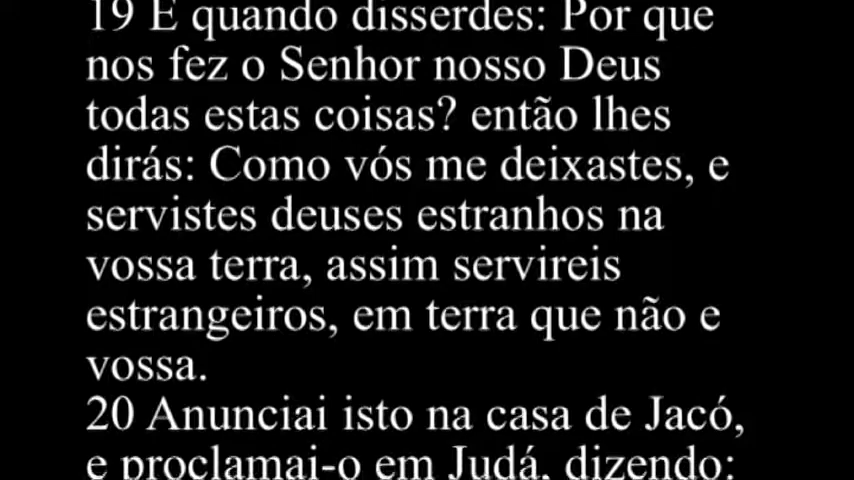 19 E quando disserdes: Por que
nos fez o Senhor nosso Deus
todas estas coisas? então lhes
dirás: Como vós me deixastes, e
servistes deuses estranhos na
vossa terra, assim servireis
estrangeiros, em terra que não e
vossa.
20 Anunciai isto na casa de Jacó,
e proclamai-o em Judá, dizendo: